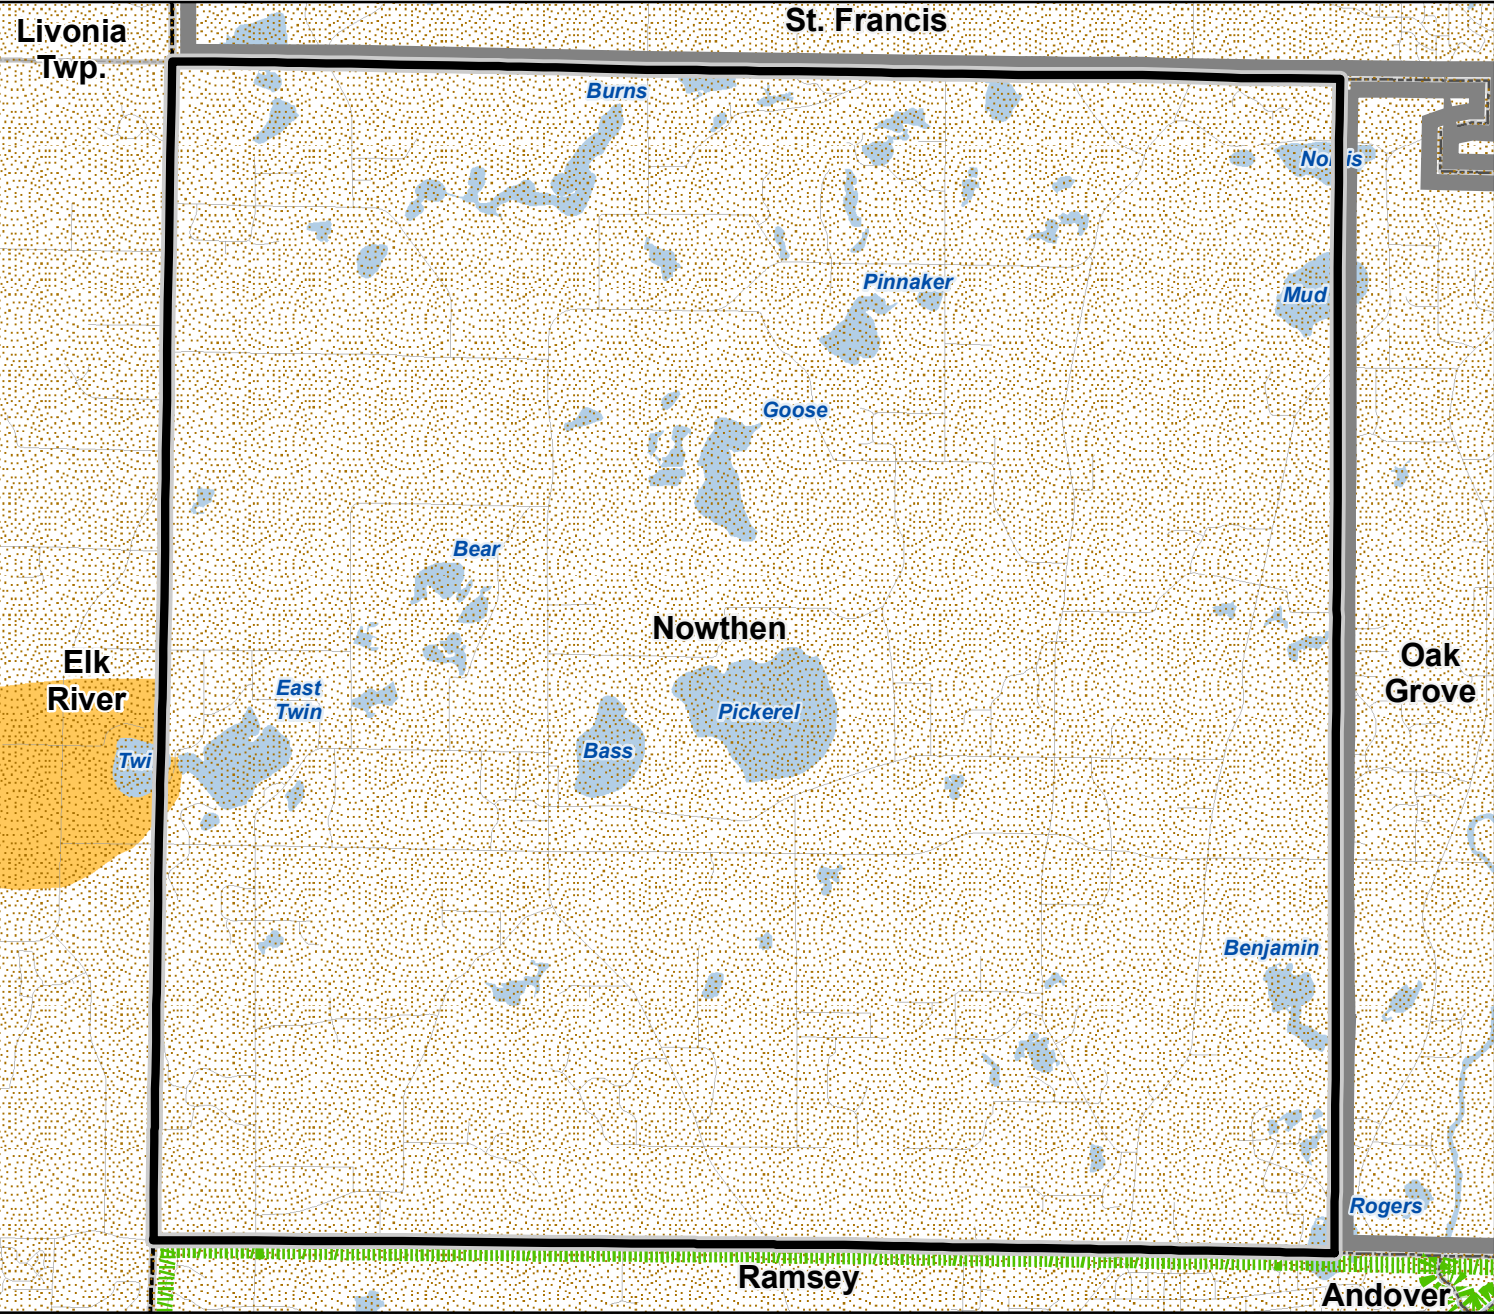 Livonia
Twp.
St. Francis
Burns
Pinnaker
Mud
Goose
Bear
Nowthen
Elk
River
East
Twin
Twi
Bass
Pickerel
Oak
Grove
Benjamin
Rogers
Ramsey
Andover